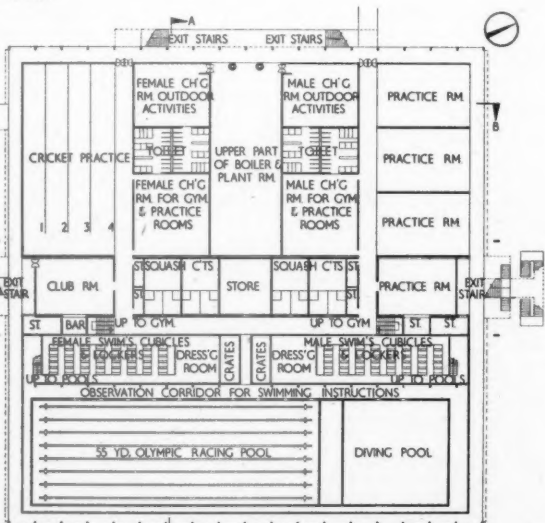 A
EXIT STAIRS EXIT STAIRS
FEMALE CH'G
RM. OUTDOOR
ACTIVITIES
MALE CH'G
RM. OUTDOOR
ACTIVITIES
PRACTICE RM.
B
CRICKET PRACTICE
TOILET
UPPER PART
OF BOILER &
PLANT RM.
TOILET
PRACTICE RM.
FEMALE CH'G
RM. FOR GYM.
& PRACTICE
ROOMS
MALE CH'G
RM. FOR GYM.
& PRACTICE
ROOMS
PRACTICE RM.
1 2 3 4
EXIT
STAIR
CLUB RM.
ST.
SQUASH C'TS
ST.
STORE
SQUASH C'TS
ST.
ST.
PRACTICE RM.
EXIT
STAIR
ST.
BAR
UP TO GYM.
UP TO GYM.
ST.
ST.
FEMALE SWIM'S CUBICLES
& LOCKERS
DRESS'G
ROOM
CRATES
CRATES
DRESS'G
ROOM
MALE SWIM'S CUBICLES
& LOCKERS
UP TO POOLS
UP TO POOLS
OBSERVATION CORRIDOR FOR SWIMMING INSTRUCTIONS
55 YD. OLYMPIC RACING POOL
DIVING POOL